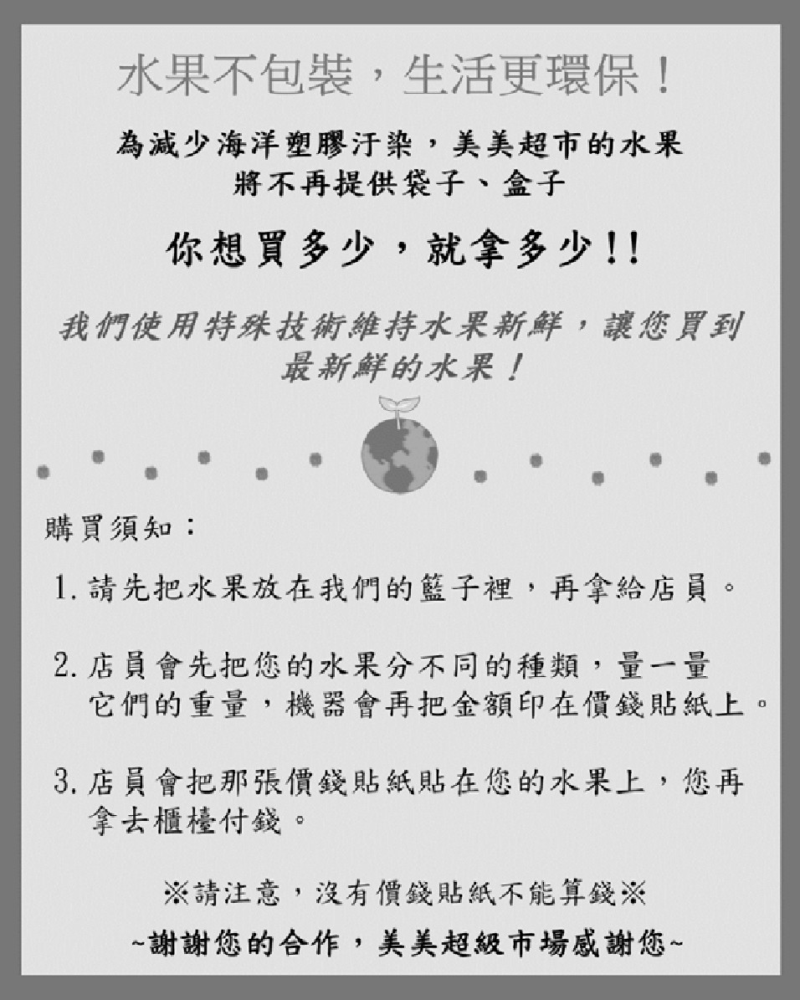 水果不包裝，生活更環保！
為減少海洋塑膠汙染，美美超市的水果
將不再提供袋子、盒子
你想買多少，就拿多少!!
我們使用特殊技術維持水果新鮮，讓您買到
最新鮮的水果！
購買須知：
1. 請先把水果放在我們的籃子裡，再拿給店員。
2. 店員會先把您的水果分不同的種類，量一量
它們的重量，機器會再把金額印在價錢貼紙上。
3. 店員會把那張價錢貼紙貼在您的水果上，您再
拿去櫃檯付錢。
※請注意，沒有價錢貼紙不能算錢※
~謝謝您的合作，美美超級市場感謝您~